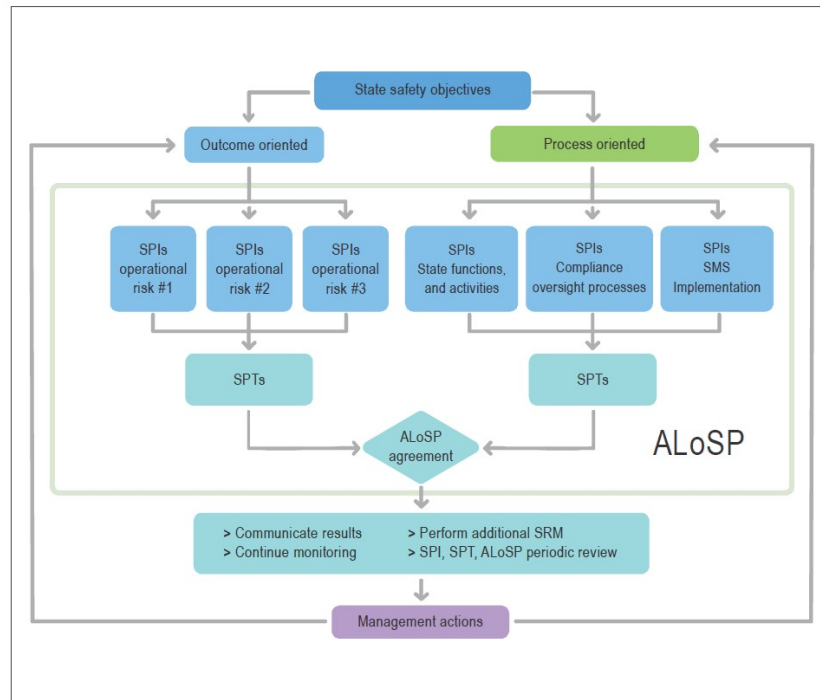 State safety objectives
Outcome oriented
Process oriented
SPIs
operational
risk #1
SPIs
operational
risk #2
SPIs
operational
risk #3
SPIs
State functions,
and activities
SPIs
Compliance
oversight processes
SPIs
SMS
Implementation
SPTs
SPTs
ALoSP
agreement
ALoSP
> Communicate results
> Continue monitoring
> Perform additional SRM
> SPI, SPT, ALoSP periodic review
Management actions